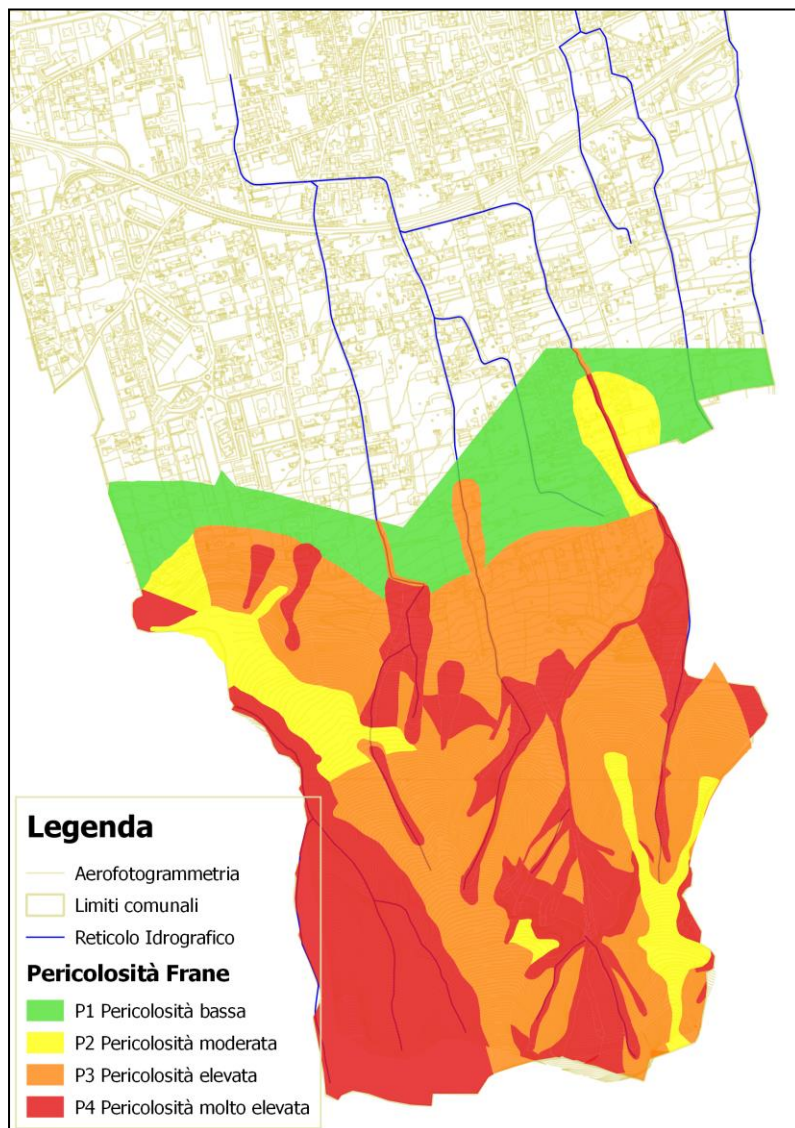 Legenda
Aerofotogrammetria
Limiti comunali
Reticolo Idrografico
Pericolosità Frane
P1 Pericolosità bassa
P2 Pericolosità moderata
P3 Pericolosità elevata
P4 Pericolosità molto elevata